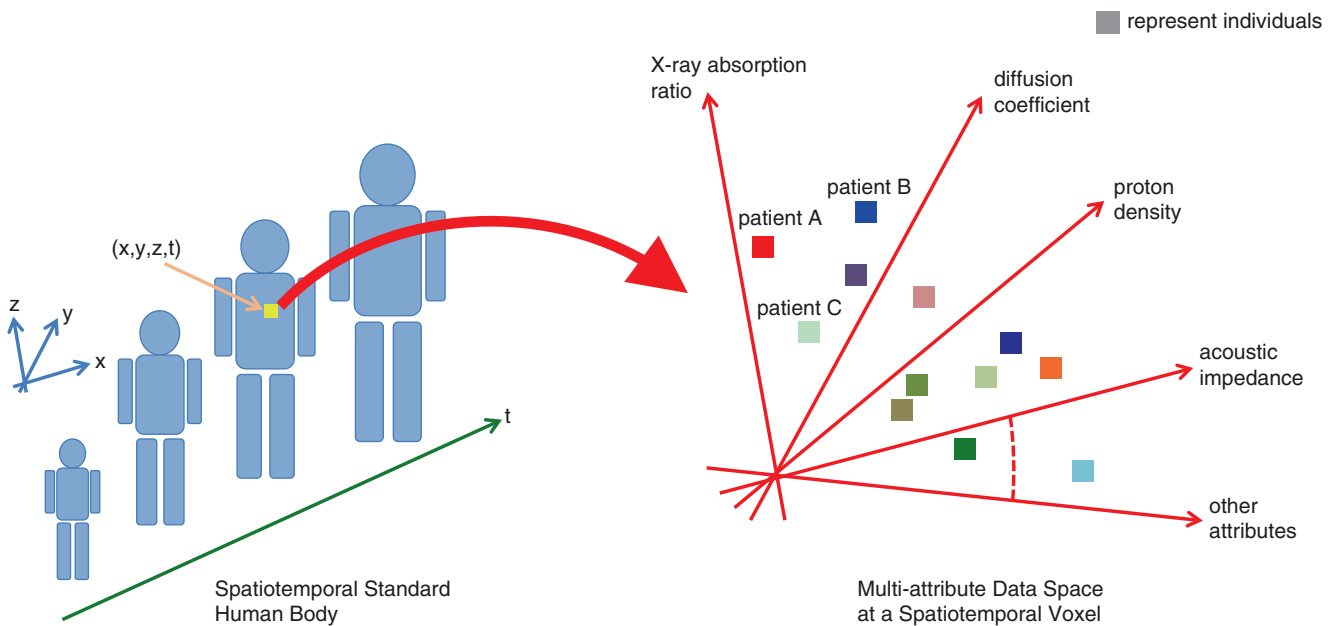 represent individuals
X-ray absorption
ratio
diffusion
coefficient
patient B
proton
density
patient A
(x,y,z,t)
patient C
z
y
x
acoustic
impedance
t
other
attributes
Spatiotemporal Standard
Human Body
Multi-attribute Data Space
at a Spatiotemporal Voxel